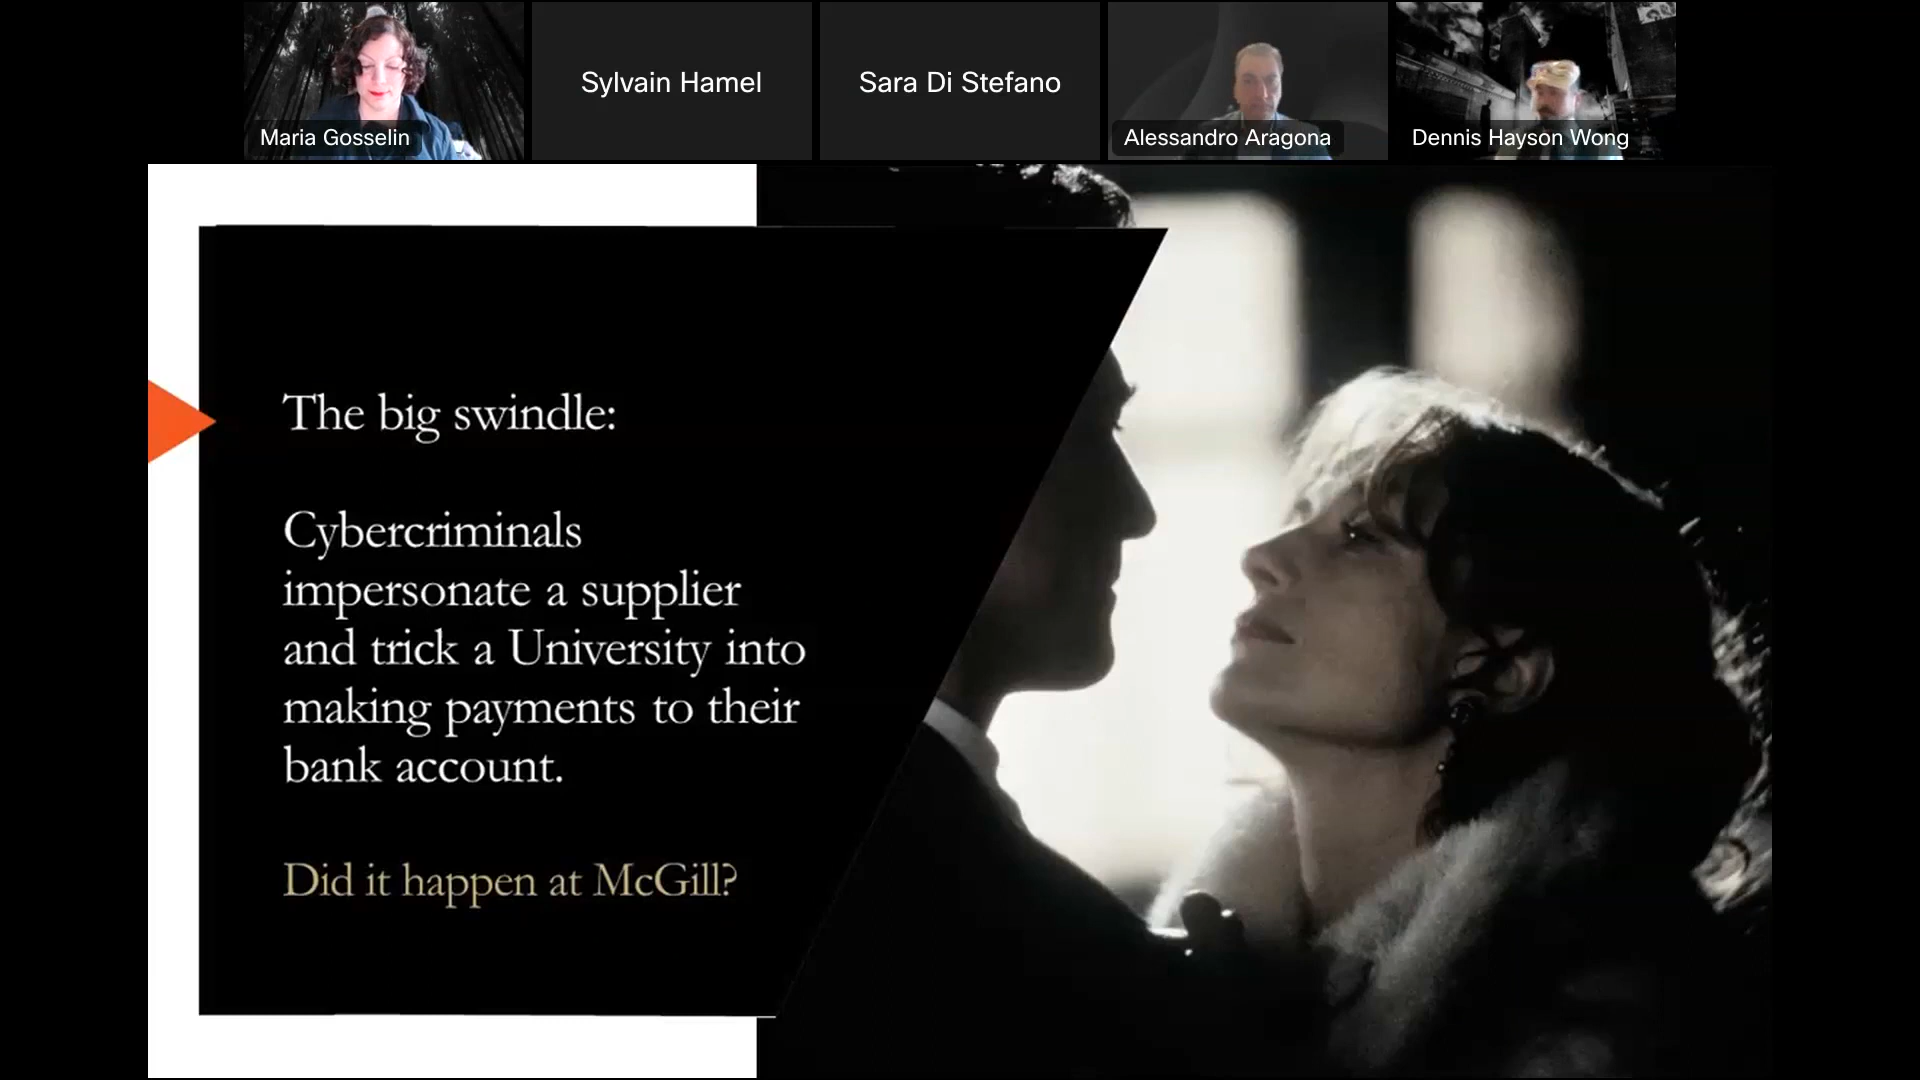 Maria Gosselin
Sylvain Hamel
Sara Di Stefano
Alessandro Aragona
Dennis Hayson Wong
The big swindle:
Cybercriminals
impersonate a supplier
and trick a University into
making payments to their
bank account.
Did it happen at McGill?